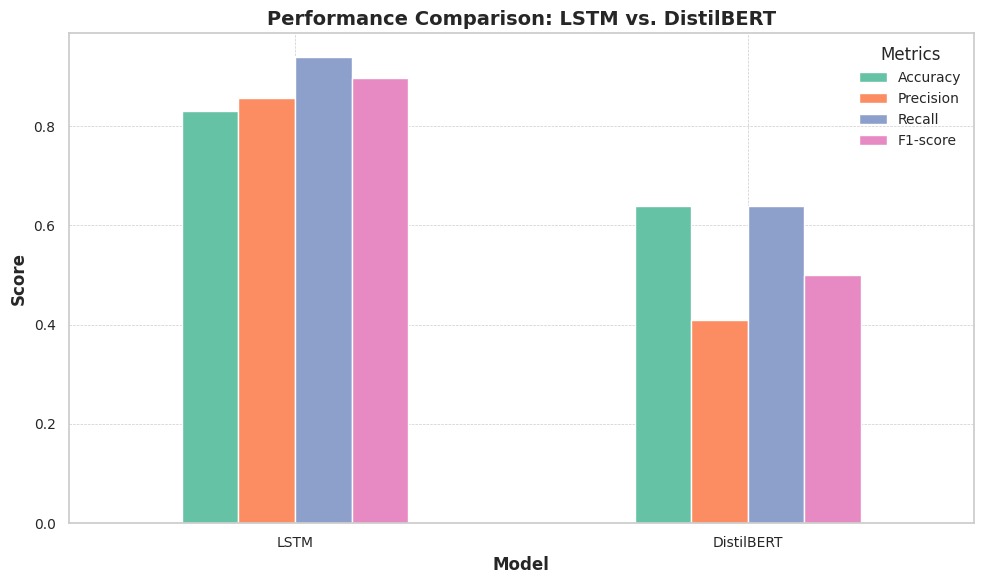 Performance Comparison: LSTM vs. DistilBERT
Metrics
Accuracy
Precision
Recall
F1-score
Score
0.8
0.6
0.4
0.2
0.0
LSTM
DistilBERT
Model